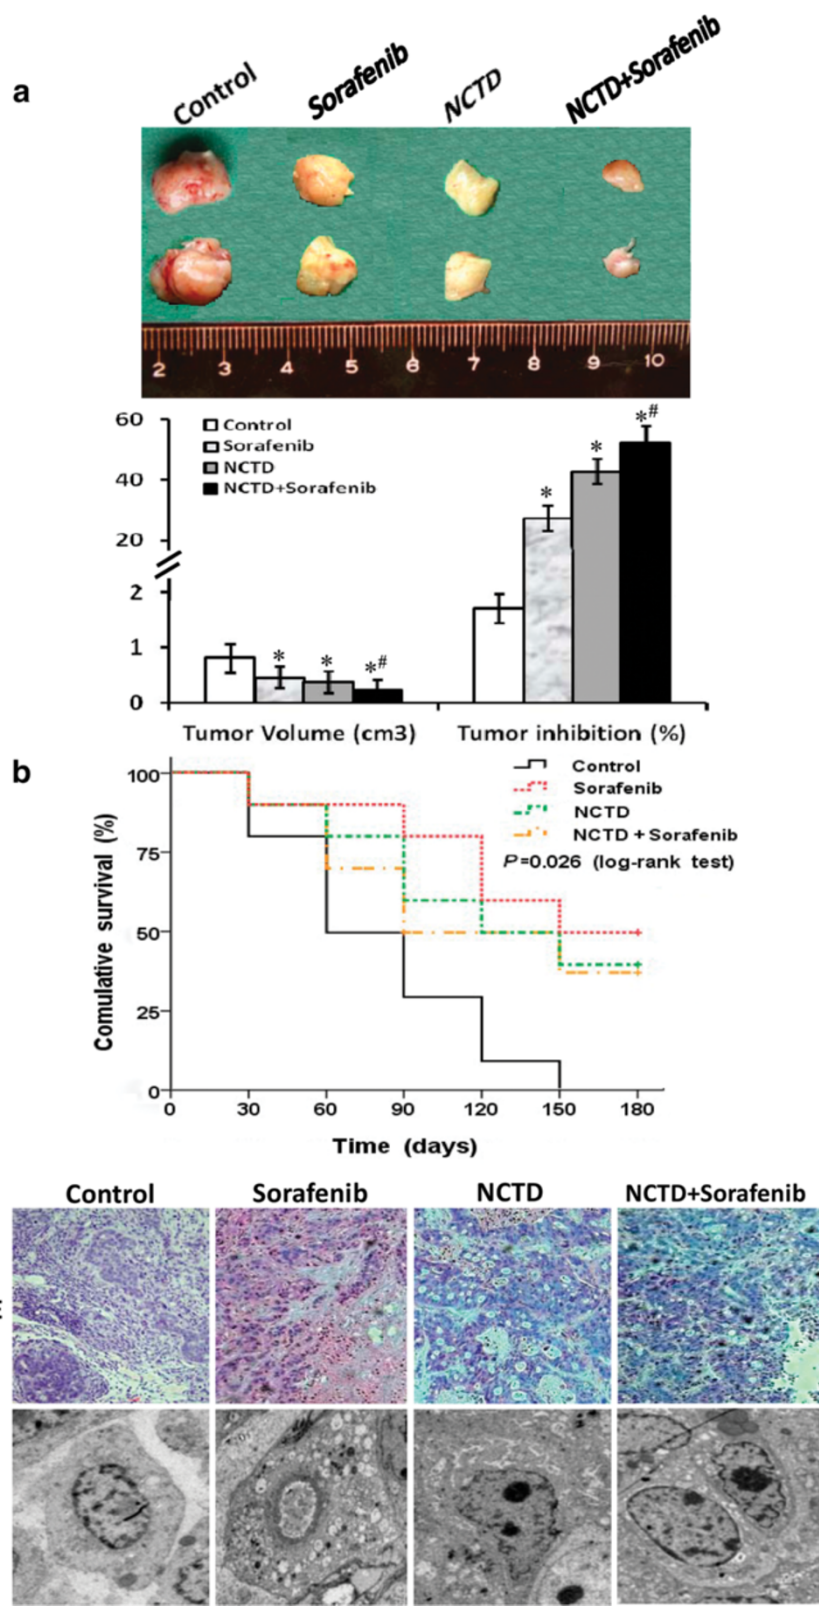 a
Control
Sorafenib
NCTD
NCTD+Sorafenib
2 3 4 5 6 7 8 9 10
60
40
20
2
1
0
Control
Sorafenib
NCTD
NCTD+Sorafenib
* * *#
* * *#
Tumor Volume (cm3) Tumor inhibition (%)
b
100
75
50
25
0
Comulative survival (%)
Control
Sorafenib
NCTD
NCTD + Sorafenib
P=0.026 (log-rank test)
0 30 60 90 120 150 180
Time (days)
Control Sorafenib NCTD NCTD+Sorafenib